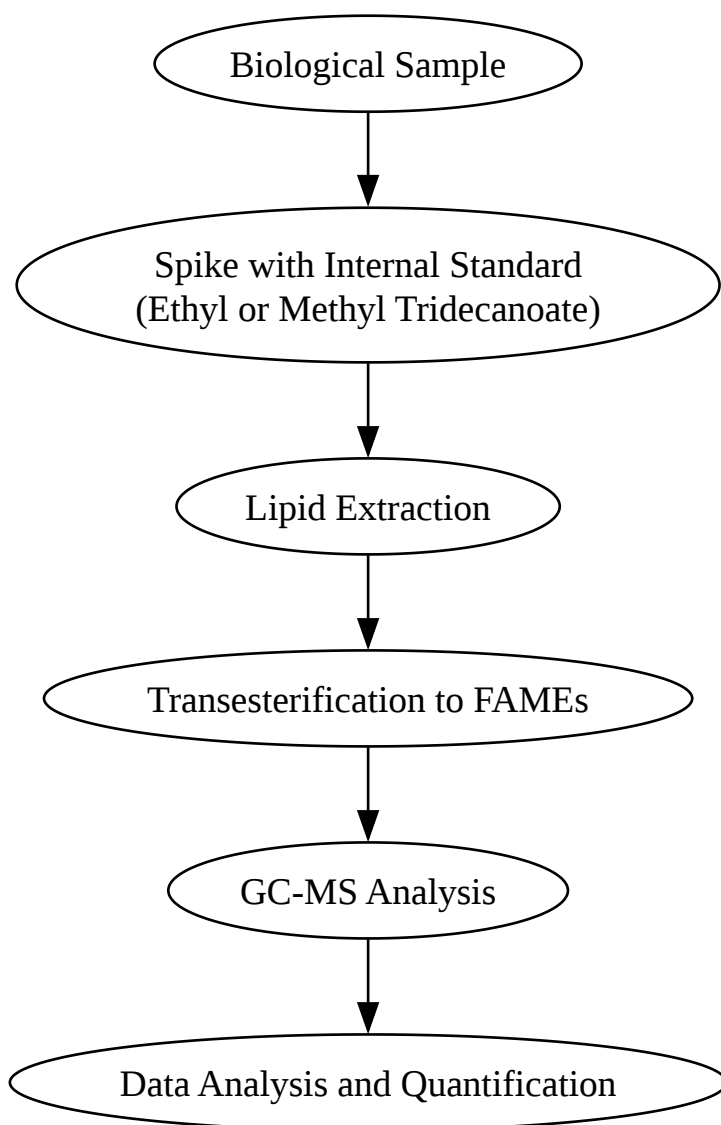 Biological Sample
Spike with Internal Standard
(Ethyl or Methyl Tridecanoate)
Lipid Extraction
Transesterification to FAMEs
GC-MS Analysis
Data Analysis and Quantification